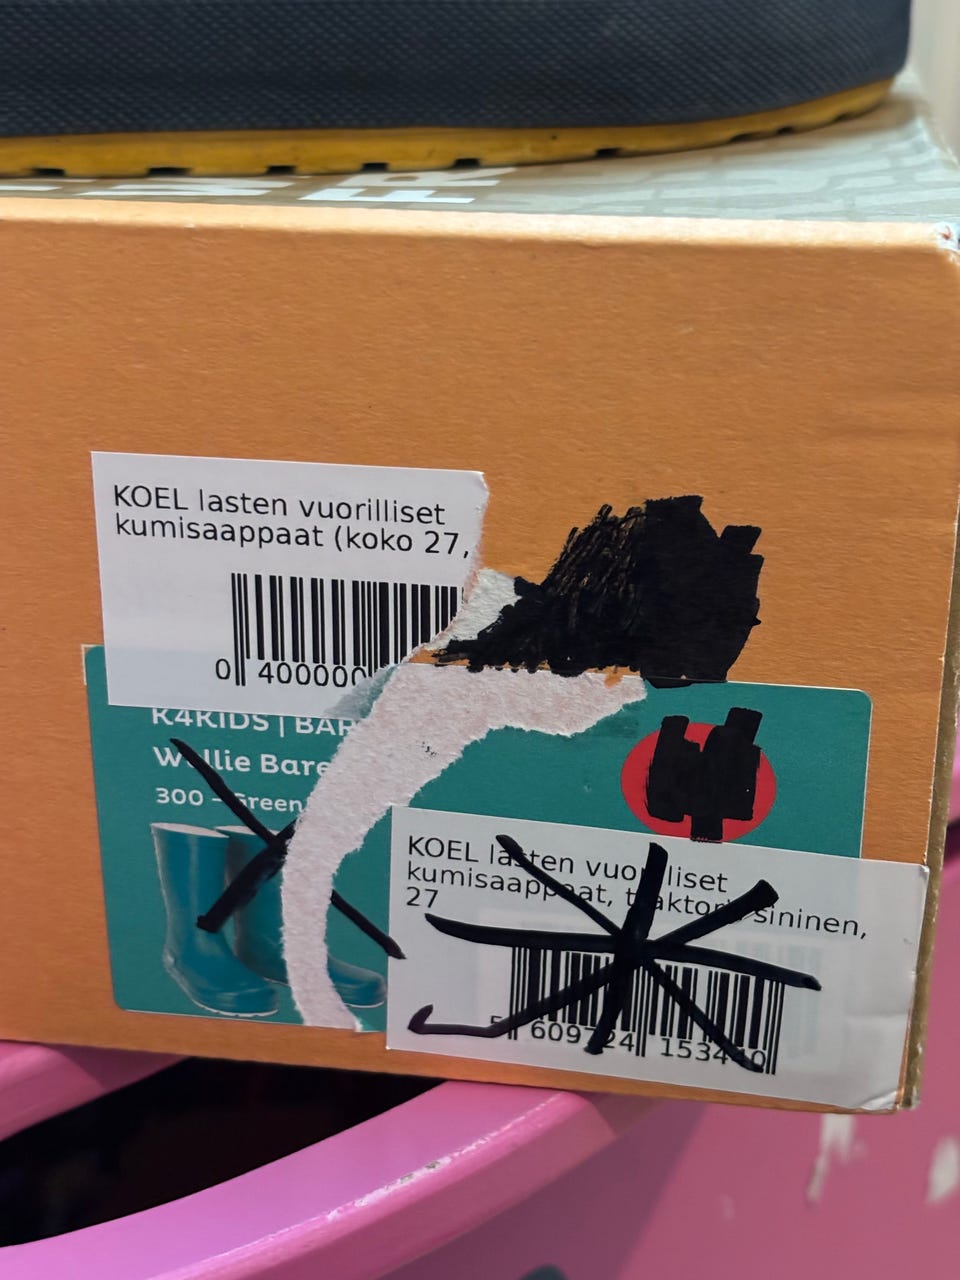 KOEL lasten vuorilliset
kumisaappaat (koko 27,
0 400000
K4KIDS | BAR
Wellie Bare
300 – Green
KOEL lasten vuorilliset
kumisaappaat, traktori, sininen,
27
5 609724 153440